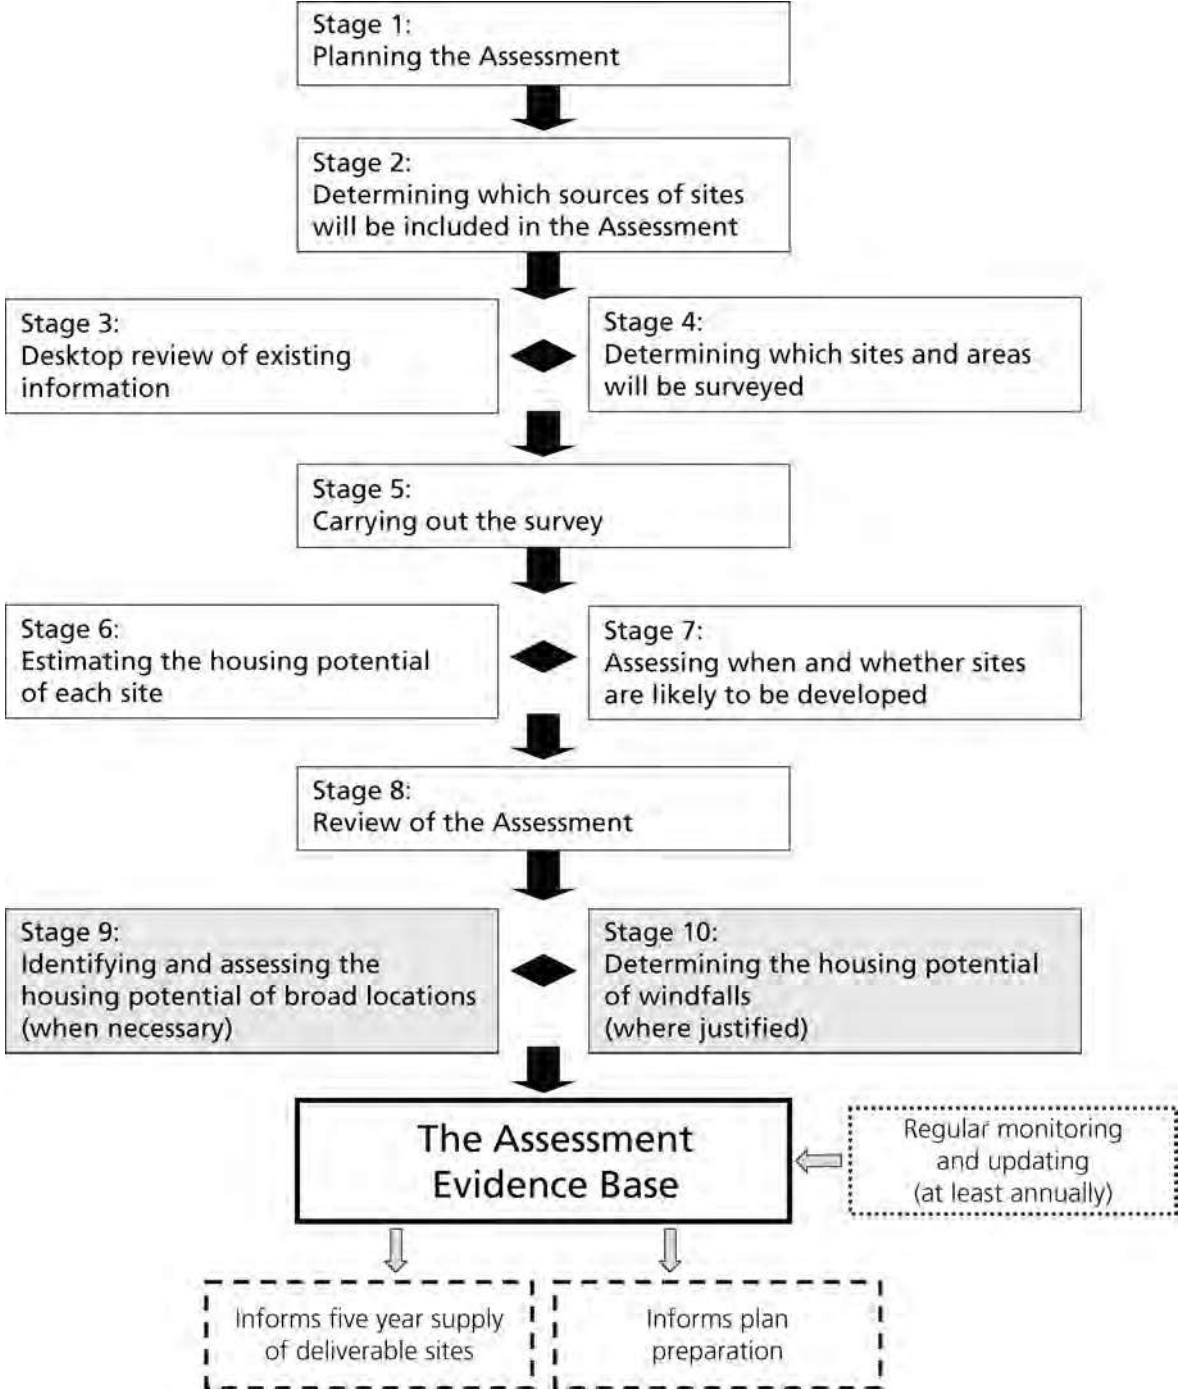 Stage 1:
Planning the Assessment
Stage 2:
Determining which sources of sites
will be included in the Assessment
Stage 3:
Desktop review of existing
information
Stage 4:
Determining which sites and areas
will be surveyed
Stage 5:
Carrying out the survey
Stage 6:
Estimating the housing potential
of each site
Stage 7:
Assessing when and whether sites
are likely to be developed
Stage 8:
Review of the Assessment
Stage 9:
Identifying and assessing the
housing potential of broad locations
(when necessary)
Stage 10:
Determining the housing potential
of windfalls
(where justified)
The Assessment
Evidence Base
Regular monitoring
and updating
(at least annually)
Informs five year supply
of deliverable sites
Informs plan
preparation